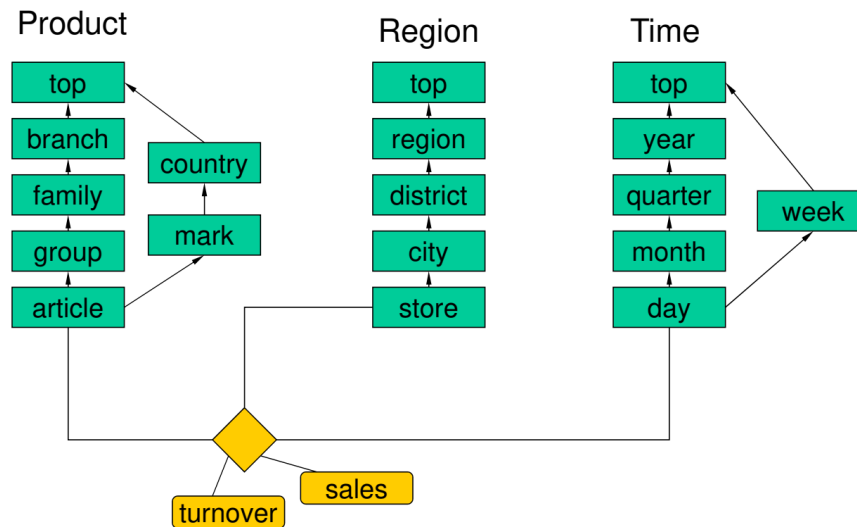 Product
Region
Time
top
top
top
branch
country
region
year
family
mark
district
quarter
week
group
city
month
article
store
day
turnover
sales